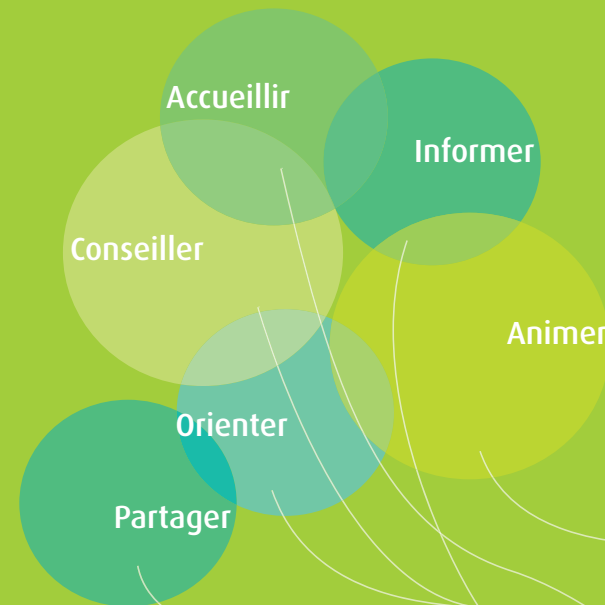 Accueillir
Informer
Conseiller
Animer
Orienter
Partager